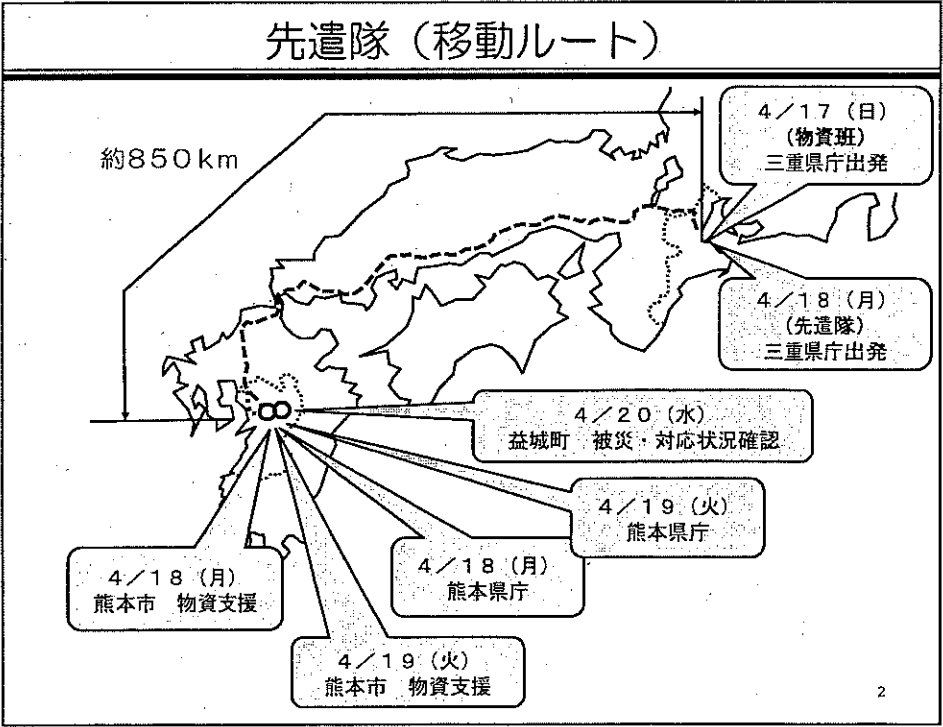 先遣隊（移動ルート）
約850km
4／17（日）
(物資班)
三重県庁出発
4／18（月）
(先遣隊)
三重県庁出発
4／20（水）
益城町　被災・対応状況確認
4／19（火）
熊本県庁
4／18（月）
熊本県庁
4／18（月）
熊本市　物資支援
4／19（火）
熊本市　物資支援
2